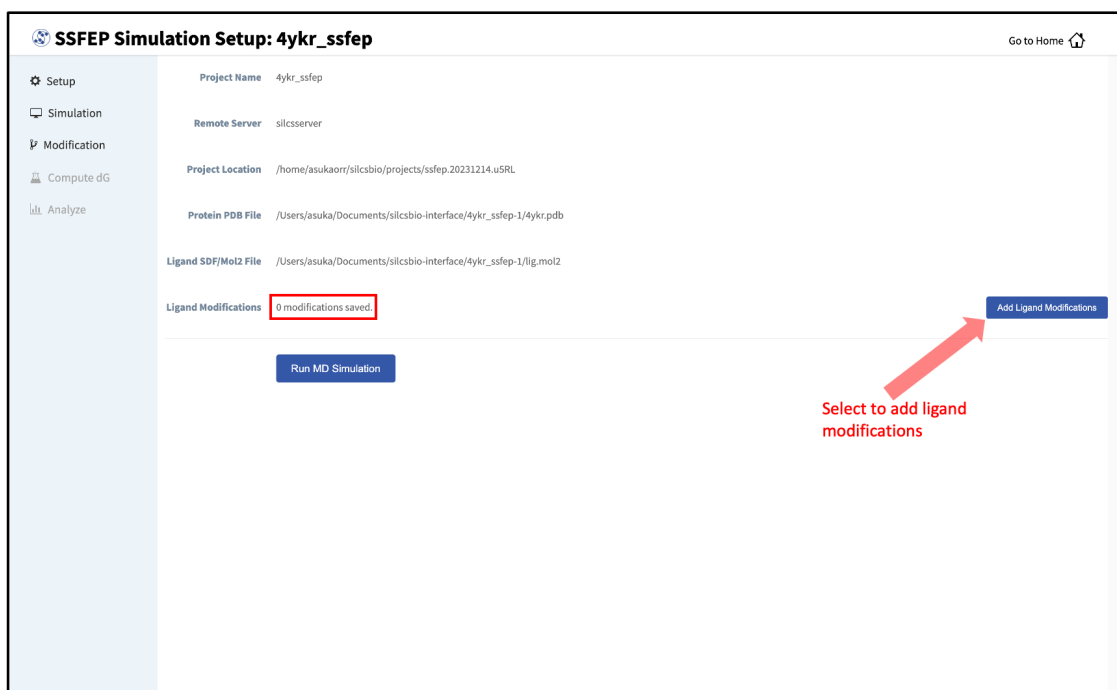 SSFEP Simulation Setup: 4ykr_ssfep
Go to Home
Setup
Simulation
Modification
Compute dG
Analyze
Project Name 4ykr_ssfep
Remote Server silcsserver
Project Location /home/asukaorr/silcsbio/projects/ssfep.20231214.u5RL
Protein PDB File /Users/asuka/Documents/silcsbio-interface/4ykr_ssfep-1/4ykr.pdb
Ligand SDF/Mol2 File /Users/asuka/Documents/silcsbio-interface/4ykr_ssfep-1/lig.mol2
Ligand Modifications 0 modifications saved. Add Ligand Modifications
Run MD Simulation
Select to add ligand
modifications